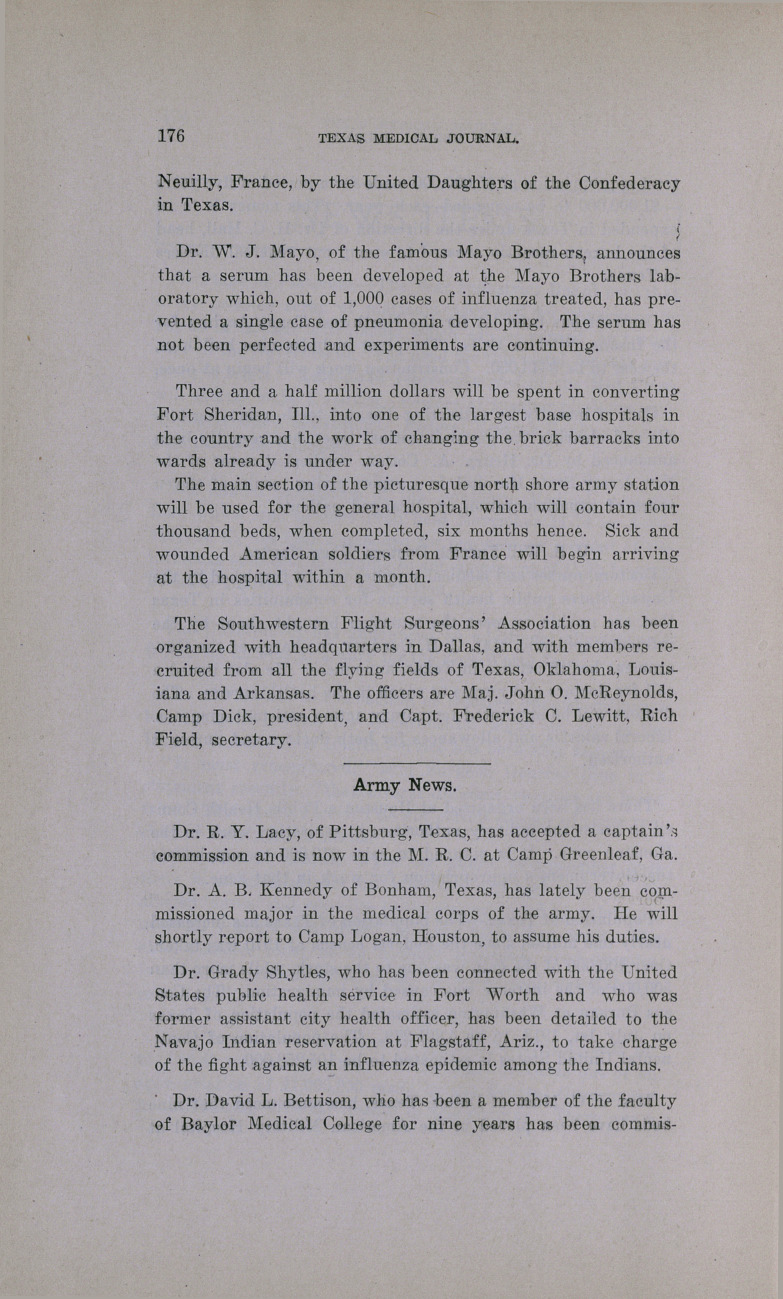 176
TEXAS MEDICAL JOURNAL.
Neuilly, France, by the United Daughters of the Confederacy
in Texas.
Dr. W. J. Mayo, of the famous Mayo Brothers, announces
that a serum has been developed at the Mayo Brothers lab-
oratory which, out of 1,000 cases of influenza treated, has pre-
vented a single case of pneumonia developing. The serum has
not been perfected and experiments are continuing.
Three and a half million dollars will be spent in converting
Fort Sheridan, Ill., into one of the largest base hospitals in
the country and the work of changing the brick barracks into
wards already is under way.
The main section of the picturesque north shore army station
will be used for the general hospital, which will contain four
thousand beds, when completed, six months hence. Sick and
wounded American soldiers from France will begin arriving
at the hospital within a month.
The Southwestern Flight Surgeons' Association has been
organized with headquarters in Dallas, and with members re-
cruited from all the flying fields of Texas, Oklahoma, Louis-
iana and Arkansas. The officers are Maj. John O. McReynolds,
Camp Dick, president, and Capt. Frederick C. Lewitt, Rich
Field, secretary.
Army News.
Dr. R. Y. Lacy, of Pittsburg, Texas, has accepted a captain's
commission and is now in the M. R. C. at Camp Greenleaf, Ga.
Dr. A. B. Kennedy of Bonham, Texas, has lately been com-
missioned major in the medical corps of the army. He will
shortly report to Camp Logan, Houston, to assume his duties.
Dr. Grady Shytles, who has been connected with the United
States public health service in Fort Worth and who was
former assistant city health officer, has been detailed to the
Navajo Indian reservation at Flagstaff, Ariz., to take charge
of the fight against an influenza epidemic among the Indians.
Dr. David L. Bettison, who has been a member of the faculty
of Baylor Medical College for nine years has been commis-